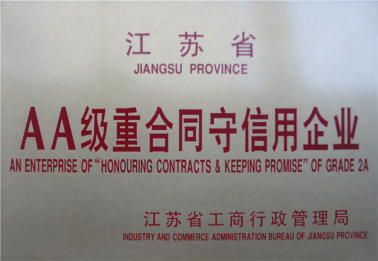 江苏省
JIANGSU PROVINCE
AA级重合同守信用企业
AN ENTERPRISE OF "HONOURING CONTRACTS & KEEPING PROMISE" OF GRADE 2A
江苏省工商行政管理局
INDUSTRY AND COMMERCE ADMINISTRATION BUREAU OF JIANGSU PROVINCE